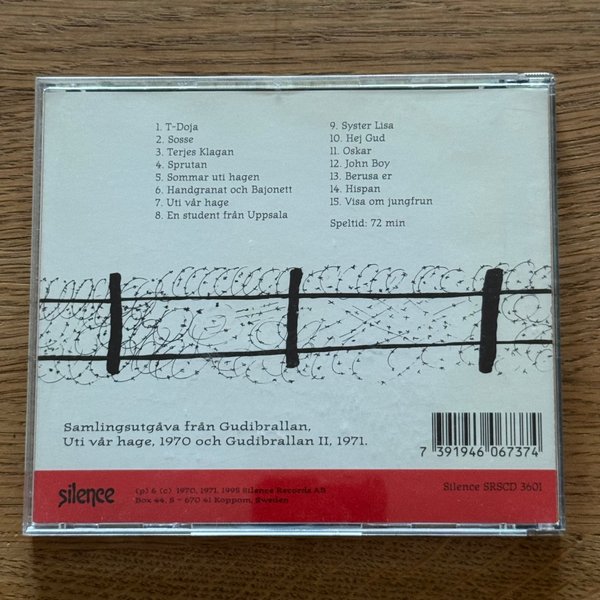 1. T-Doja
2. Sosse
3. Terjes Klagan
4. Sprutan
5. Sommar uti hagen
6. Handgranat och Bajonett
7. Uti vår hage
8. En student från Uppsala
9. Syster Lisa
10. Hej Gud
11. Oskar
12. John Boy
13. Berusa er
14. Hispan
15. Visa om jungfrun
Speltid: 72 min
Samlingsutgåva från Gudibrallan,
Uti vår hage, 1970 och Gudibrallan II, 1971.
7 391946 067374
silence
(p) & (c) 1970, 1971, 1995 Silence Records AB
Box 44, S - 670 41 Koppom, Sweden
Silence SRSCD 3601